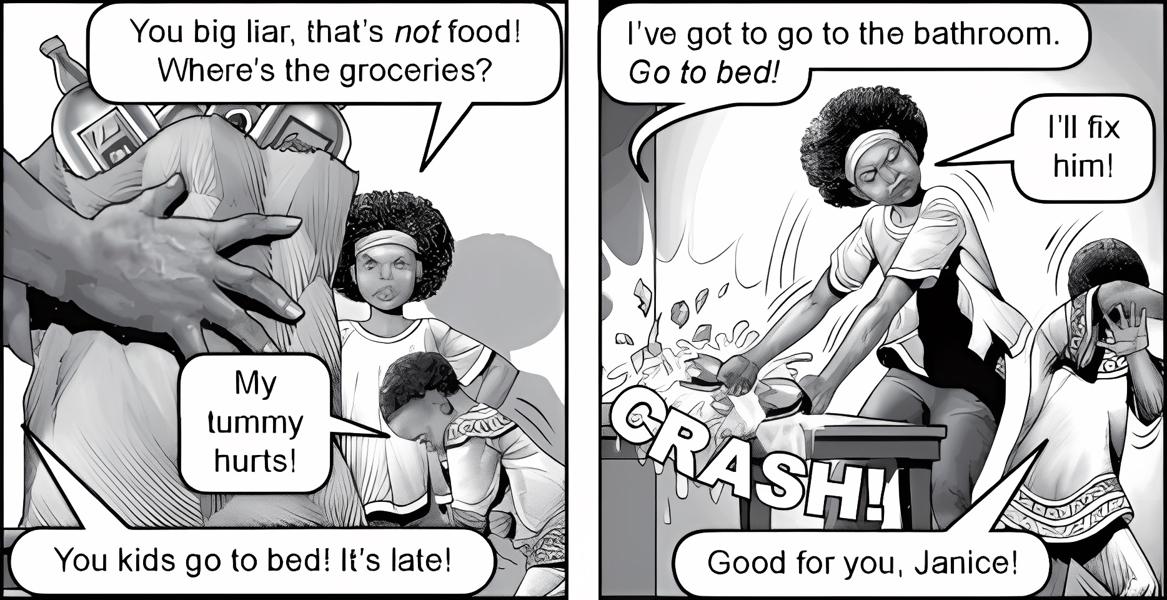 You big liar, that's not food!
Where's the groceries?
My
tummy
hurts!
You kids go to bed! It's late!
I've got to go to the bathroom.
Go to bed!
I'll fix
him!
CRASH!
Good for you, Janice!